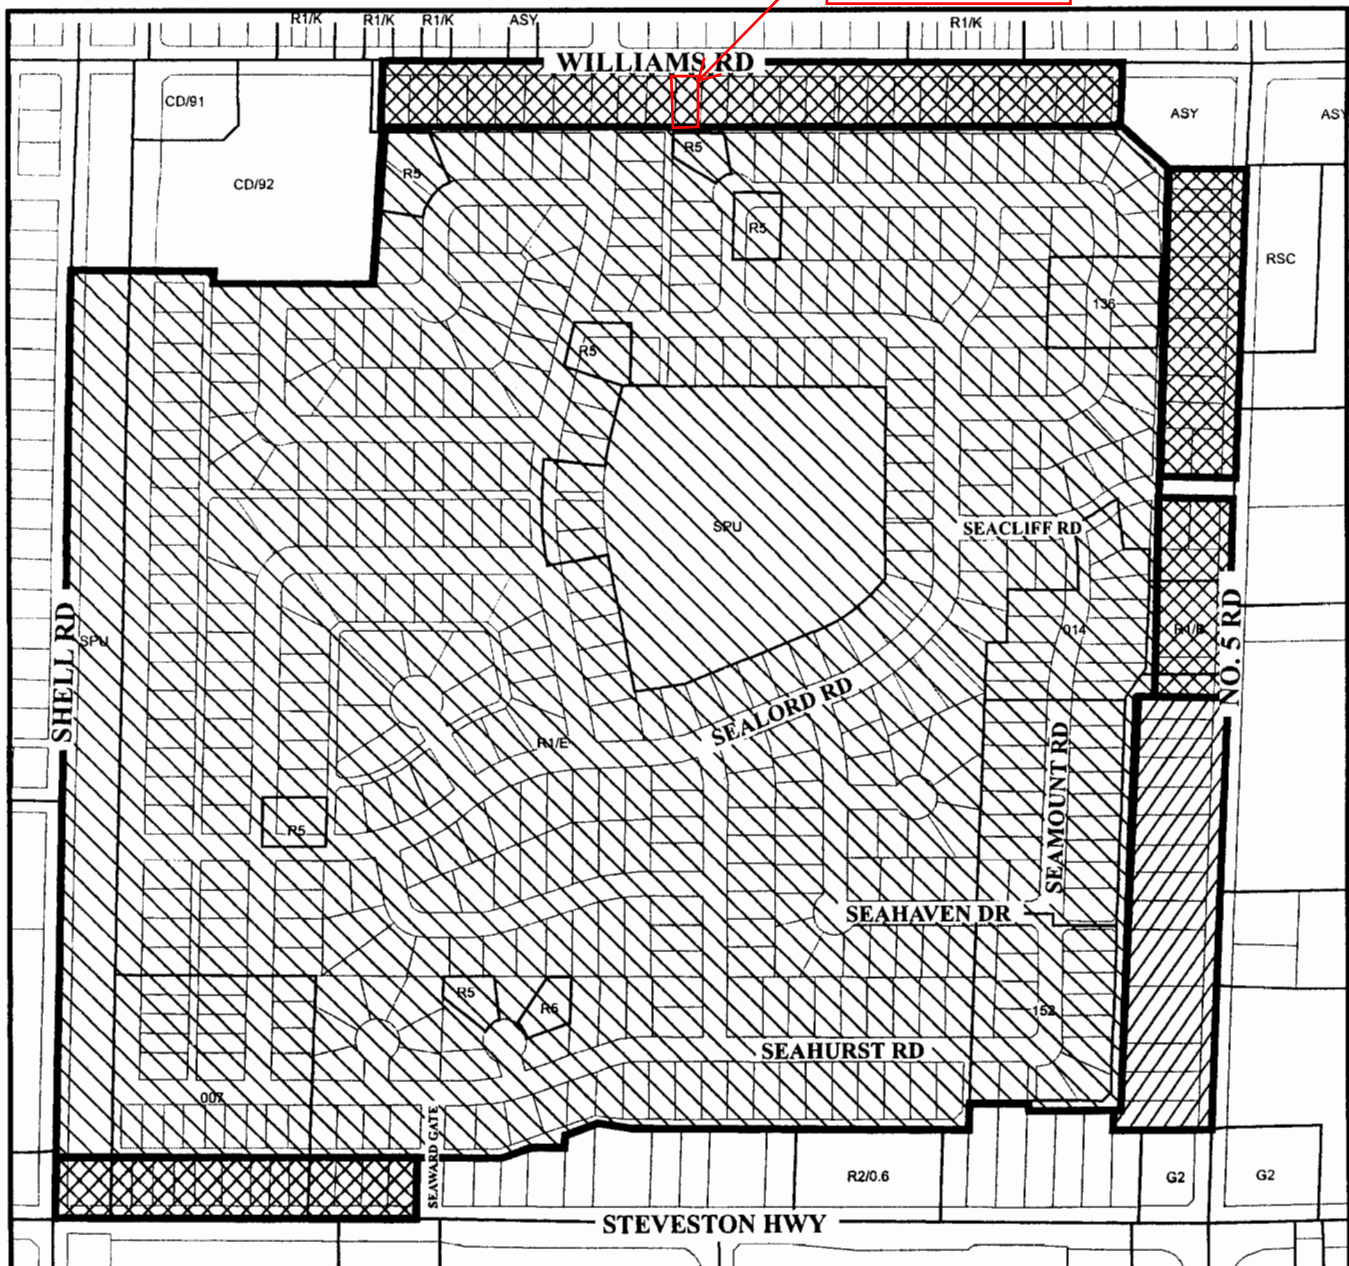 R1/K
R1/K
R1/K
ASY
R1/K
WILLIAMS RD
CD/91
ASY
ASY
R5
R5
CD/92
R5
RSC
136
R5
SPU
SEACLIFF RD
014
R1/B
SHELL RD
SPU
NO. 5 RD
SEALORD RD
R1/E
SEAMOUNT RD
R5
SEAHAVEN DR
R5
R5
152
SEAHURST RD
007
SEAWARD GATE
R2/0.6
G2
G2
STEVESTON HWY